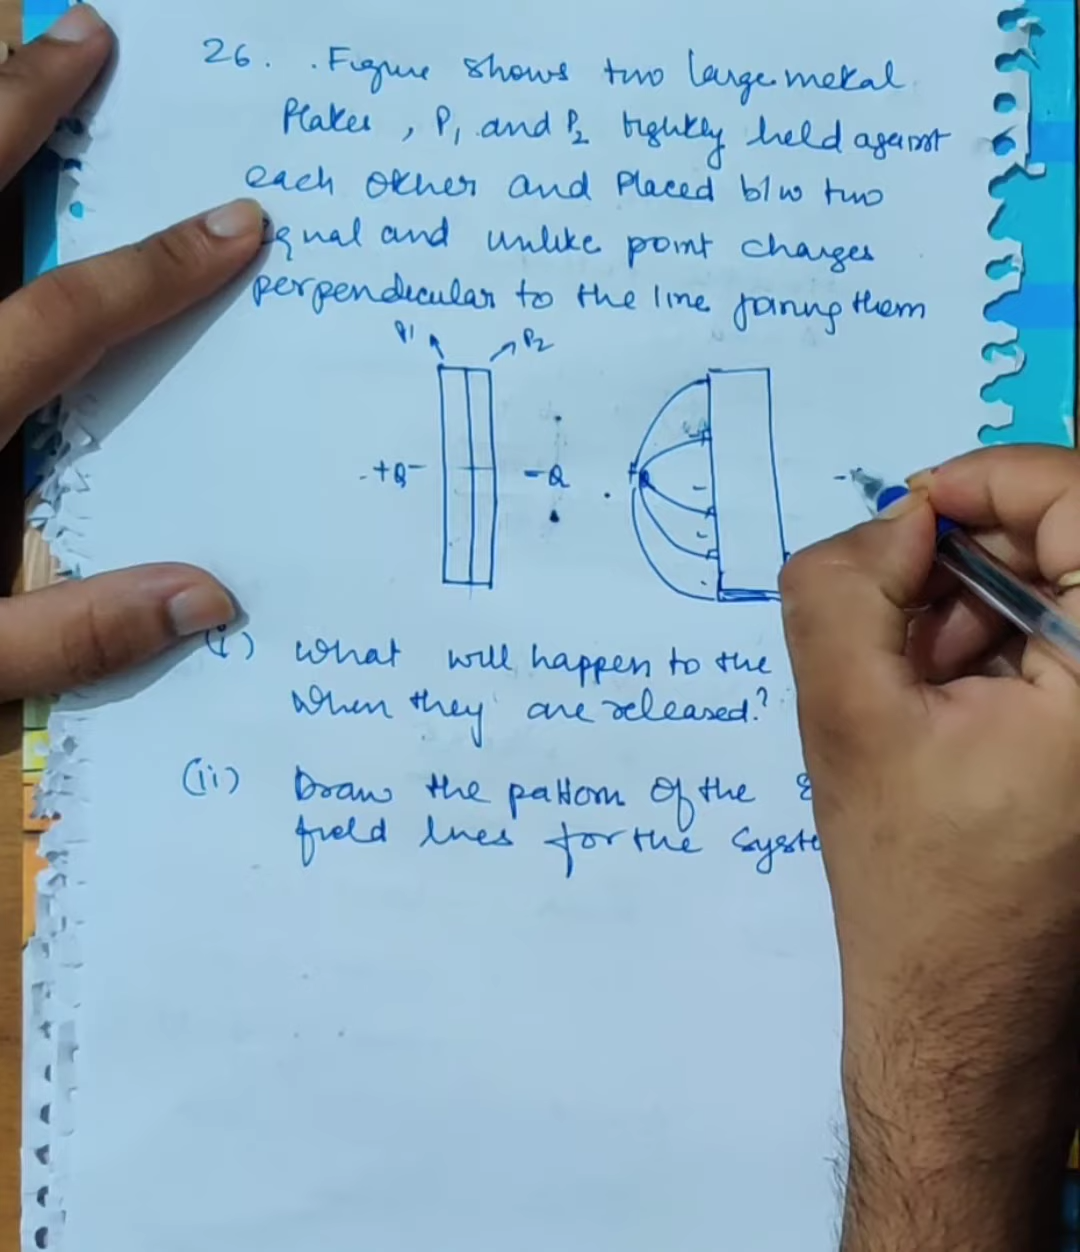 26. . Figure shows two large metal
Plates, P1 and P2 tightly held against
each other and Placed b/w two
equal and unlike point charges
perpendicular to the line joining them
P1 P2
+Q - -Q + - - -
(i) What will happen to the
when they are released?
(ii) Draw the pattorn of the
field lines for the syste